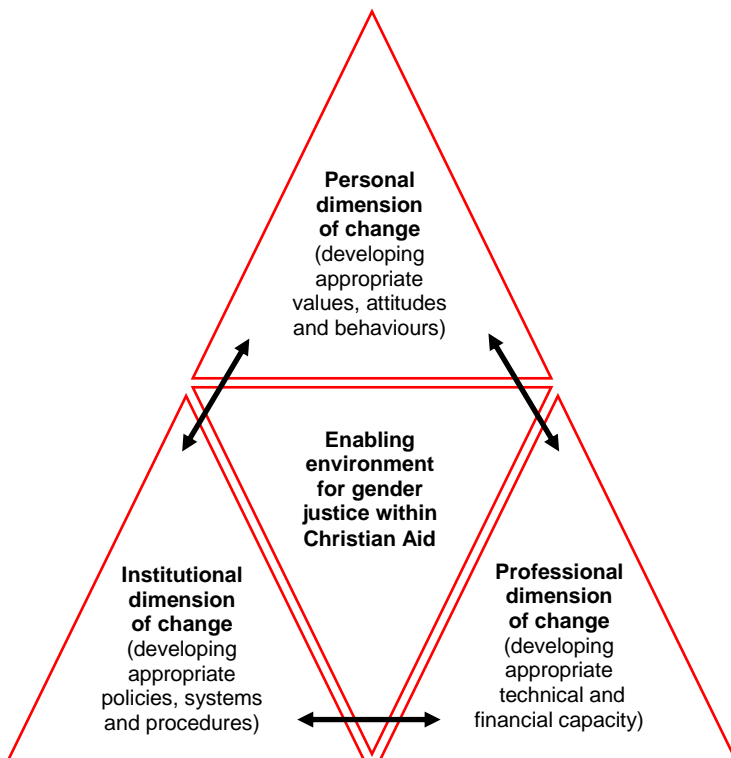 Personal
dimension
of change
(developing
appropriate
values, attitudes
and behaviours)
Enabling
environment
for gender
justice within
Christian Aid
Institutional
dimension
of change
(developing
appropriate
policies, systems
and procedures)
Professional
dimension
of change
(developing
appropriate
technical and
financial capacity)